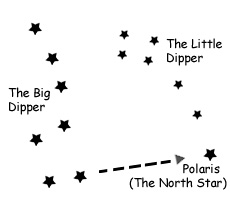 The Little
Dipper
The Big
Dipper
Polaris
(The North Star)